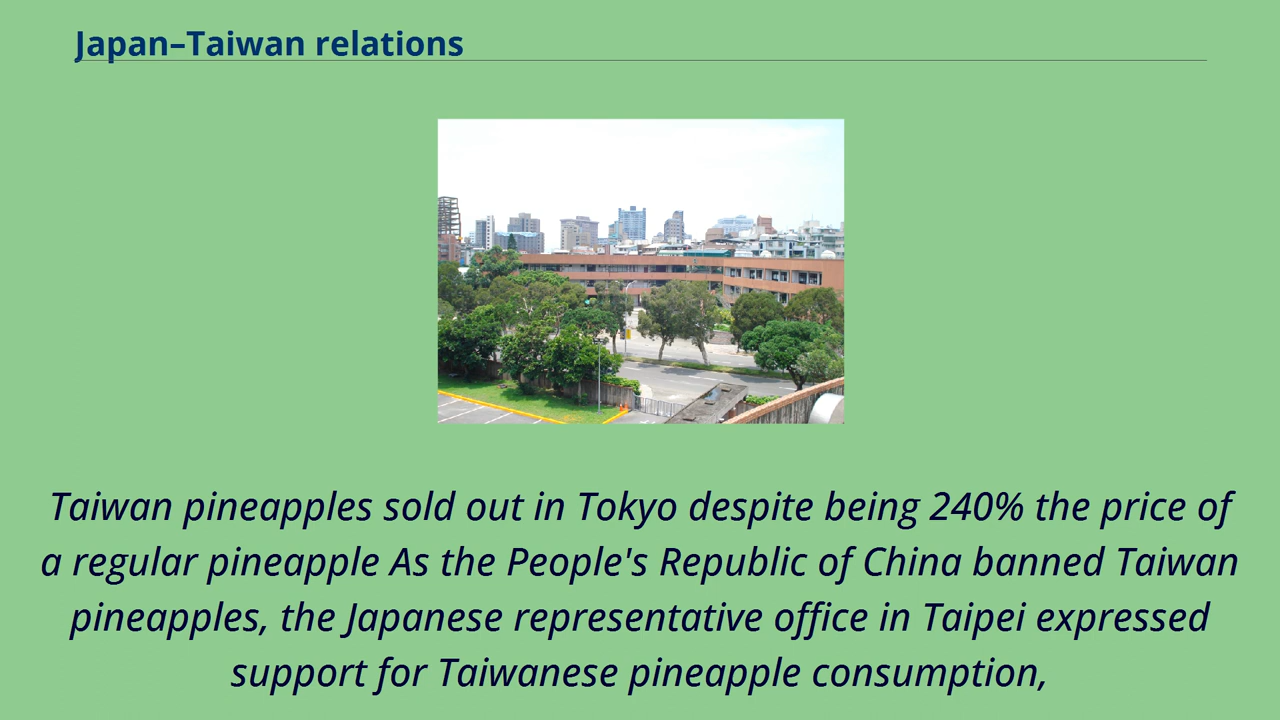 Japan–Taiwan relations
Taiwan pineapples sold out in Tokyo despite being 240% the price of
a regular pineapple As the People's Republic of China banned Taiwan
pineapples, the Japanese representative office in Taipei expressed
support for Taiwanese pineapple consumption,